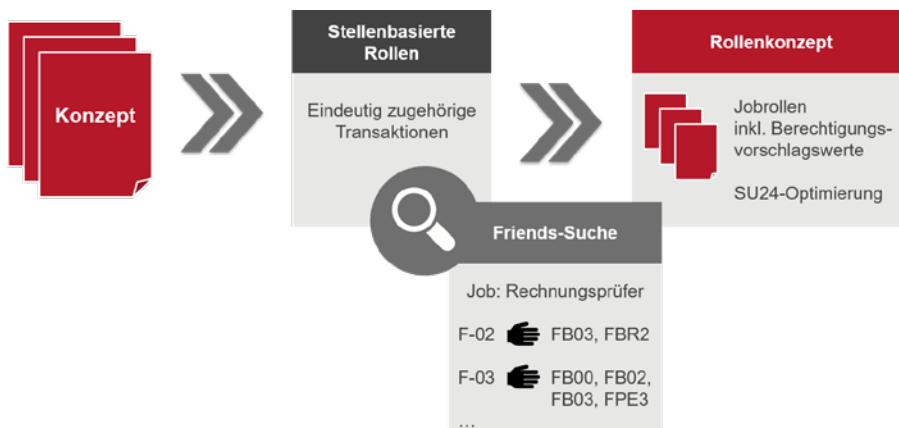 Konzept
Stellenbasierte
Rollen
Eindeutig zugehörige
Transaktionen
Friends-Suche
Job: Rechnungsprüfer
F-02 FB03, FBR2
F-03 FB00, FB02,
FB03, FPE3
...
Rollenkonzept
Jobrollen
inkl. Berechtigungs-
vorschlagswerte
SU24-Optimierung